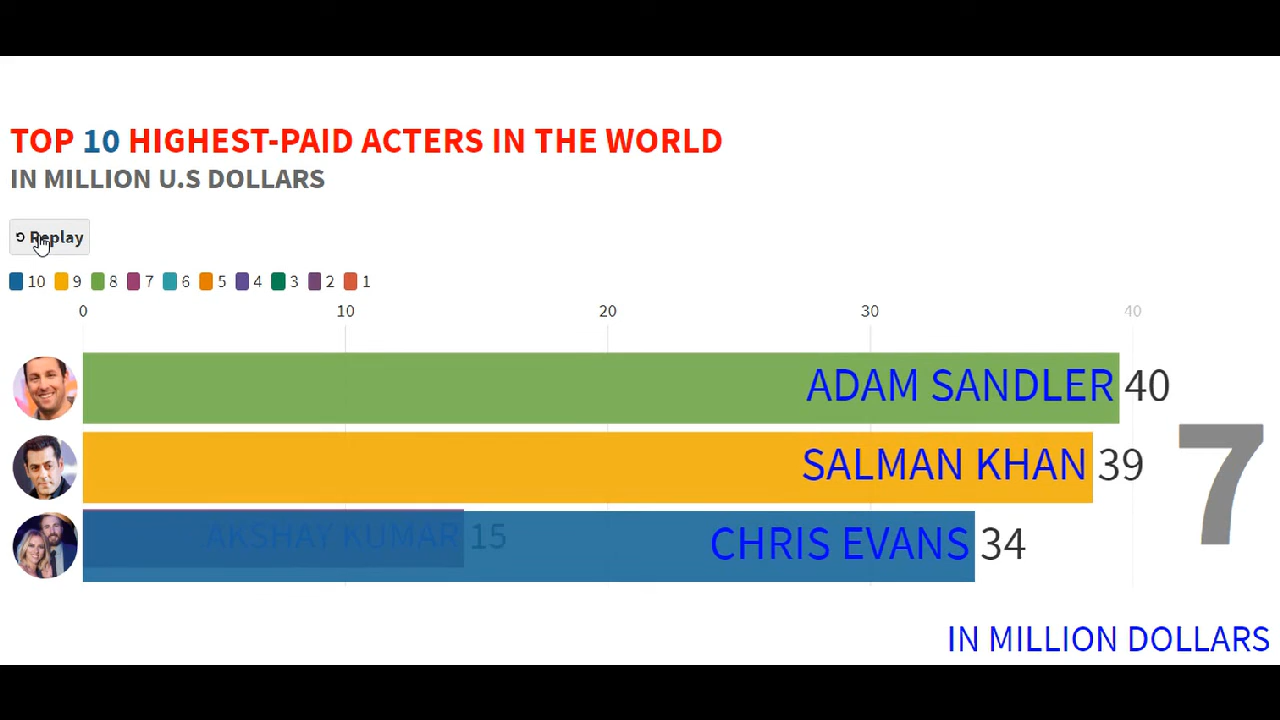 TOP 10 HIGHEST-PAID ACTERS IN THE WORLD
IN MILLION U.S DOLLARS
Replay
10 9 8 7 6 5 4 3 2 1
0 10 20 30 40
ADAM SANDLER 40
SALMAN KHAN 39
AKSHAY KUMAR 15
CHRIS EVANS 34
7
IN MILLION DOLLARS